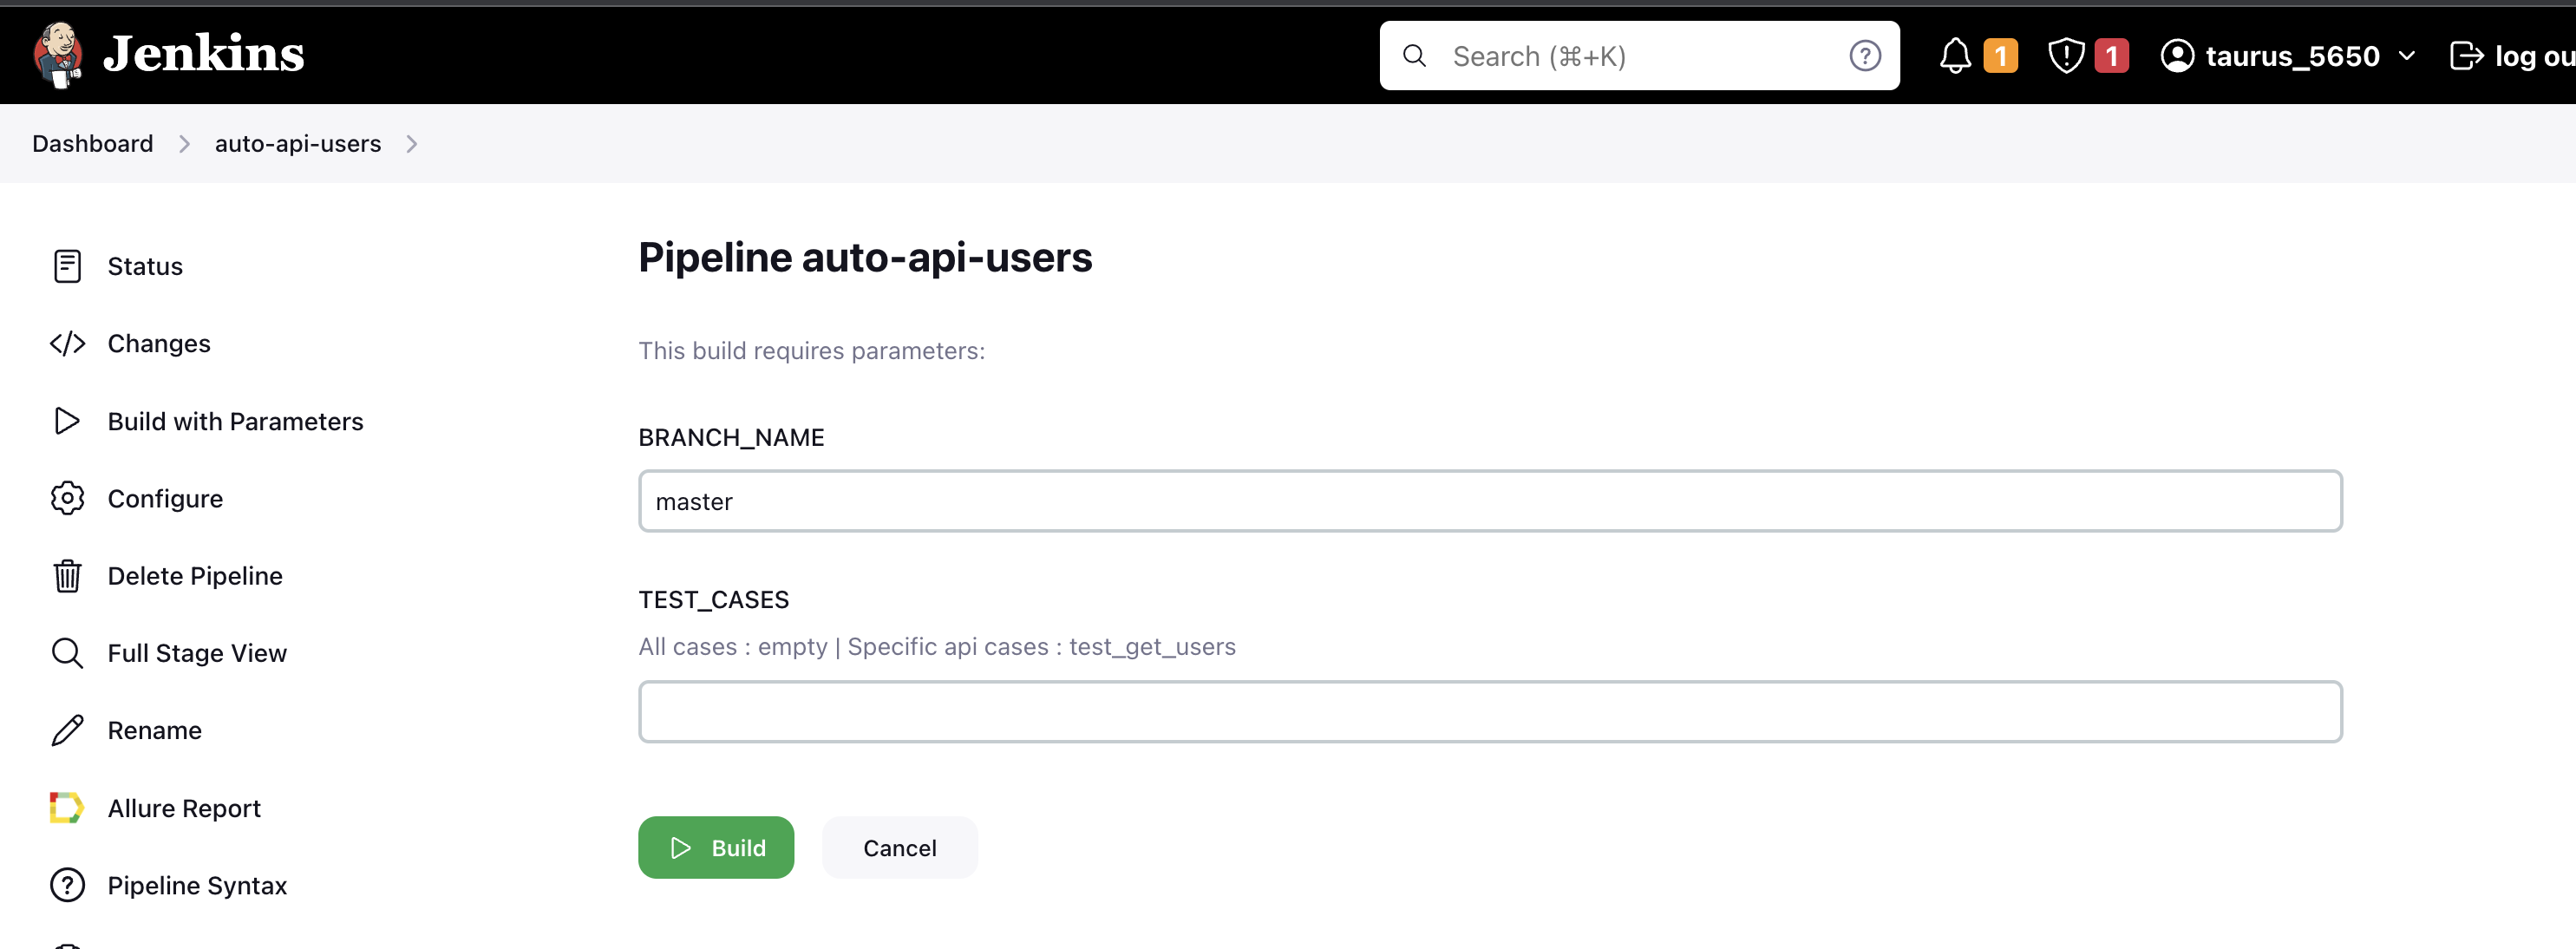 Jenkins
Search (⌘+K)
1
1
taurus_5650
log ou
Dashboard
auto-api-users
Status
Changes
Build with Parameters
Configure
Delete Pipeline
Full Stage View
Rename
Allure Report
Pipeline Syntax
Pipeline auto-api-users
This build requires parameters:
BRANCH_NAME
master
TEST_CASES
All cases : empty | Specific api cases : test_get_users
Build
Cancel